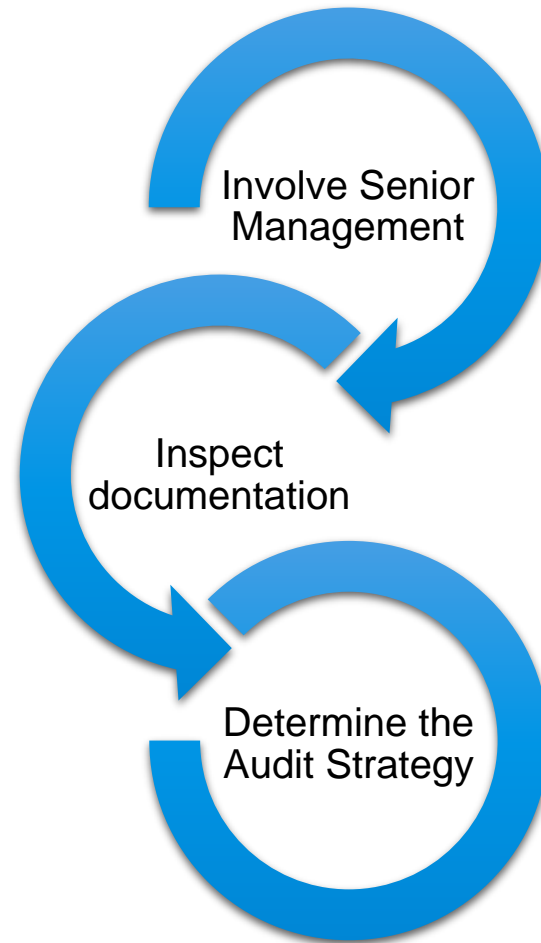 Involve Senior
Management
Inspect
documentation
Determine the
Audit Strategy